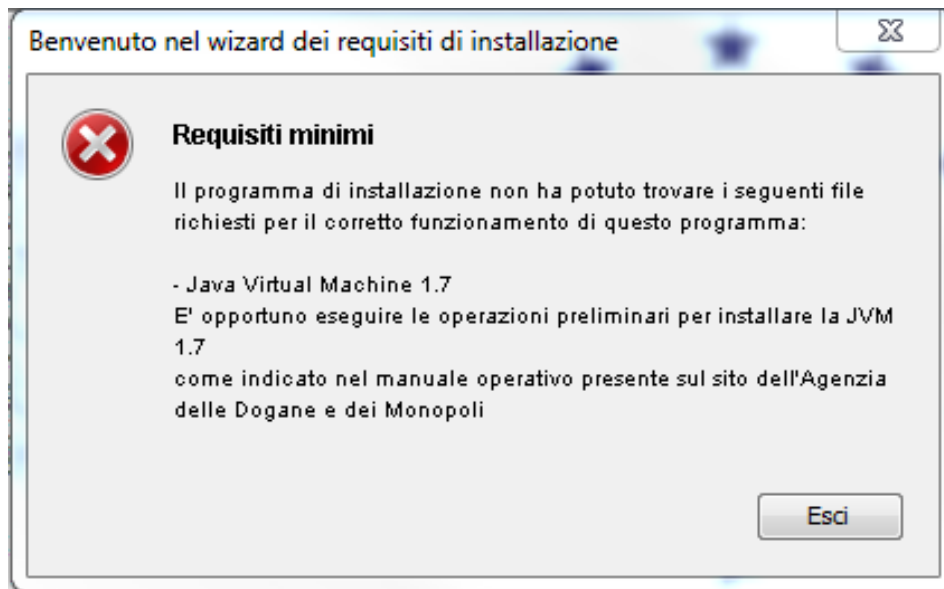 Benvenuto nel wizard dei requisiti di installazione
Requisiti minimi
Il programma di installazione non ha potuto trovare i seguenti file
richiesti per il corretto funzionamento di questo programma:
- Java Virtual Machine 1.7
E' opportuno eseguire le operazioni preliminari per installare la JVM
1.7
come indicato nel manuale operativo presente sul sito dell'Agenzia
delle Dogane e dei Monopoli
Esci